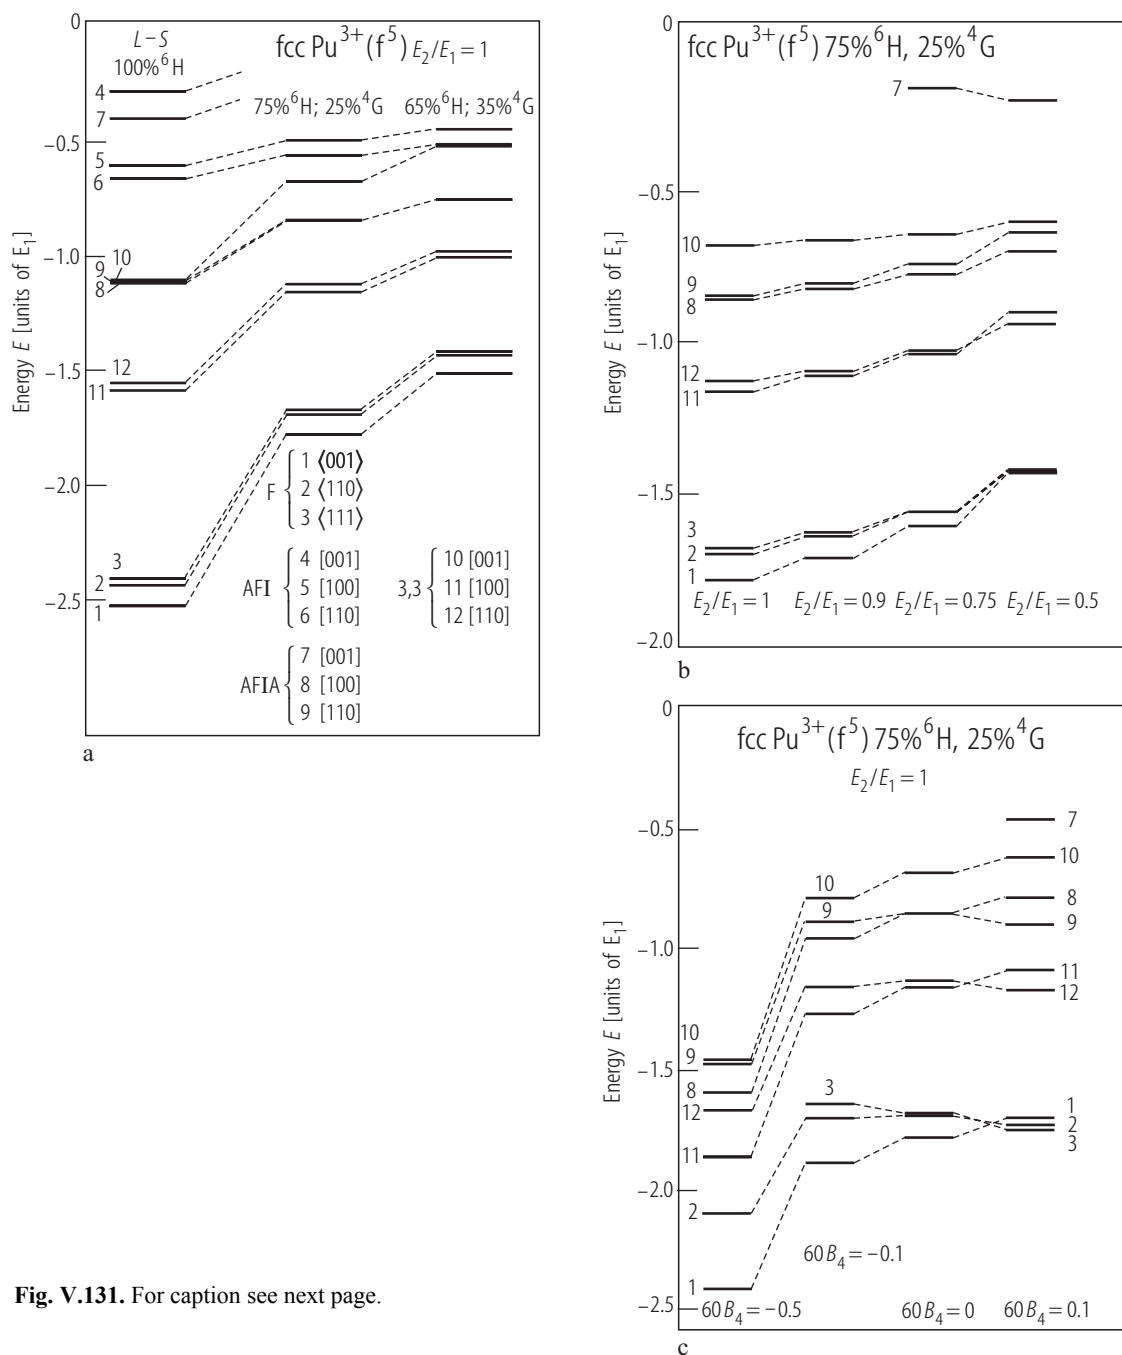 0
L–S
100%⁶H
fcc Pu³⁺(f⁵) E₂/E₁ = 1
4
75%⁶H; 25%⁴G
65%⁶H; 35%⁴G
7
–0.5
5
6
–1.0
10
9
8
–1.5
12
11
–2.0
3
2
–2.5
1
Energy E [units of E₁]
F
1 ⟨001⟩
2 ⟨110⟩
3 ⟨111⟩
AFI
4 [001]
5 [100]
6 [110]
3,3
10 [001]
11 [100]
12 [110]
AFIA
7 [001]
8 [100]
9 [110]
a
0
fcc Pu³⁺(f⁵) 75%⁶H, 25%⁴G
7
–0.5
10
9
8
–1.0
12
11
–1.5
3
2
1
E₂/E₁ = 1
E₂/E₁ = 0.9
E₂/E₁ = 0.75
E₂/E₁ = 0.5
–2.0
Energy E [units of E₁]
b
0
fcc Pu³⁺(f⁵) 75%⁶H, 25%⁴G
E₂/E₁ = 1
–0.5
7
10
10
9
8
9
–1.0
11
12
10
9
–1.5
8
12
3
1
2
3
11
–2.0
2
60B₄ = –0.1
1
–2.5
–60B₄ = –0.5
60B₄ = 0
60B₄ = 0.1
Energy E [units of E₁]
c
Fig. V.131. For caption see next page.